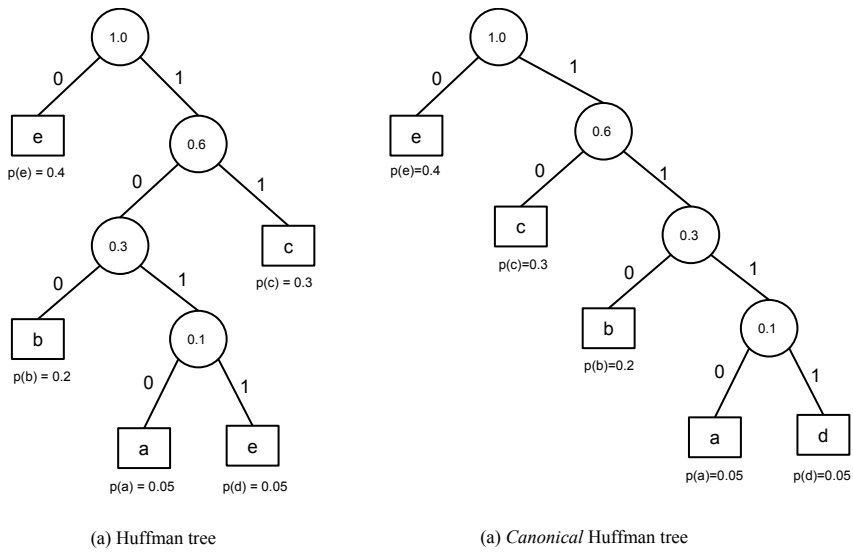 1.0
0
1
e
p(e) = 0.4
0.6
0
1
0.3
c
p(c) = 0.3
0
1
b
p(b) = 0.2
0.1
0
1
a
e
p(a) = 0.05
p(d) = 0.05
(a) Huffman tree
1.0
0
1
e
p(e)=0.4
0.6
0
1
c
p(c)=0.3
0.3
0
1
b
p(b)=0.2
0.1
0
1
a
d
p(a)=0.05
p(d)=0.05
(a) Canonical Huffman tree